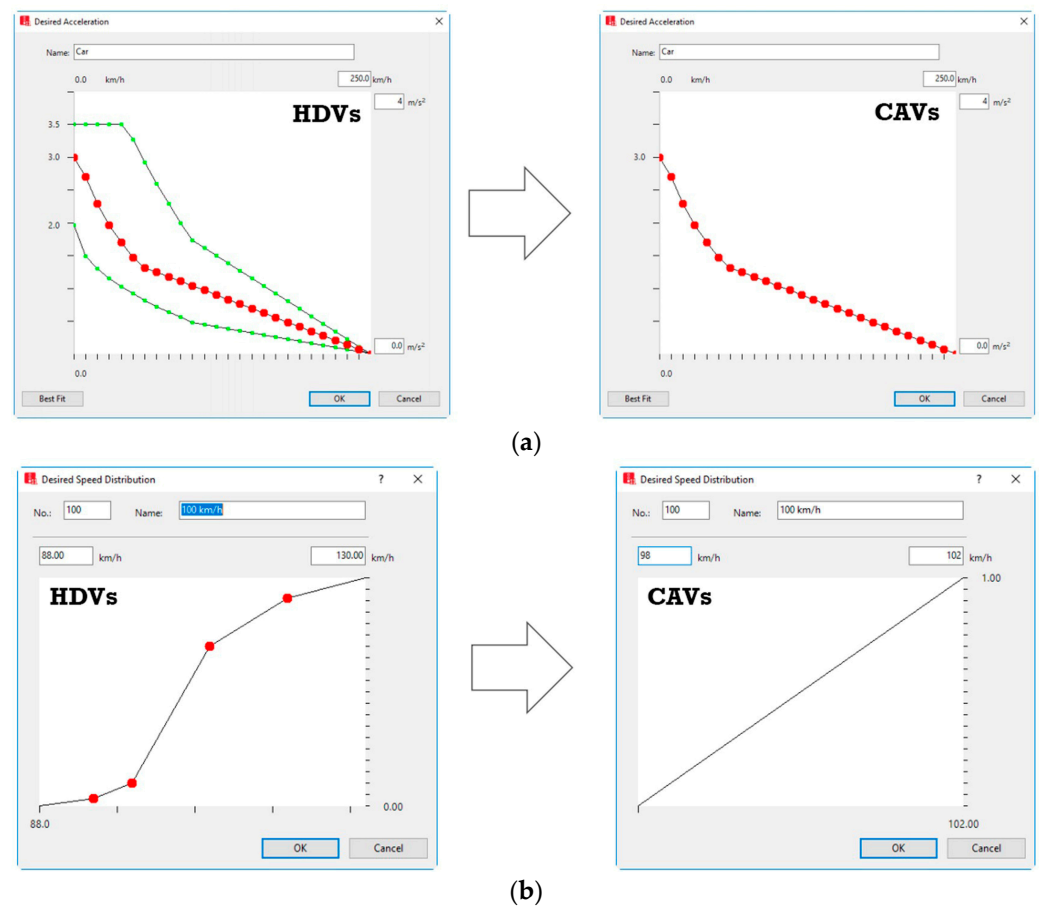 Desired Acceleration
Name: Car
0.0 km/h 250.0 km/h
HDVs
4 m/s²
3.5
3.0
2.0
0.0 m/s²
0.0
Best Fit OK Cancel
Desired Acceleration
Name: Car
0.0 km/h 250.0 km/h
CAVs
4 m/s²
3.0
0.0 m/s²
0.0
Best Fit OK Cancel
(a)
Desired Speed Distribution ?
No.: 100 Name: 100 km/h
88.00 km/h 130.00 km/h
HDVs
0.00
88.0
OK Cancel
Desired Speed Distribution ?
No.: 100 Name: 100 km/h
98 km/h 102 km/h
CAVs
1.00
102.00
OK Cancel
(b)